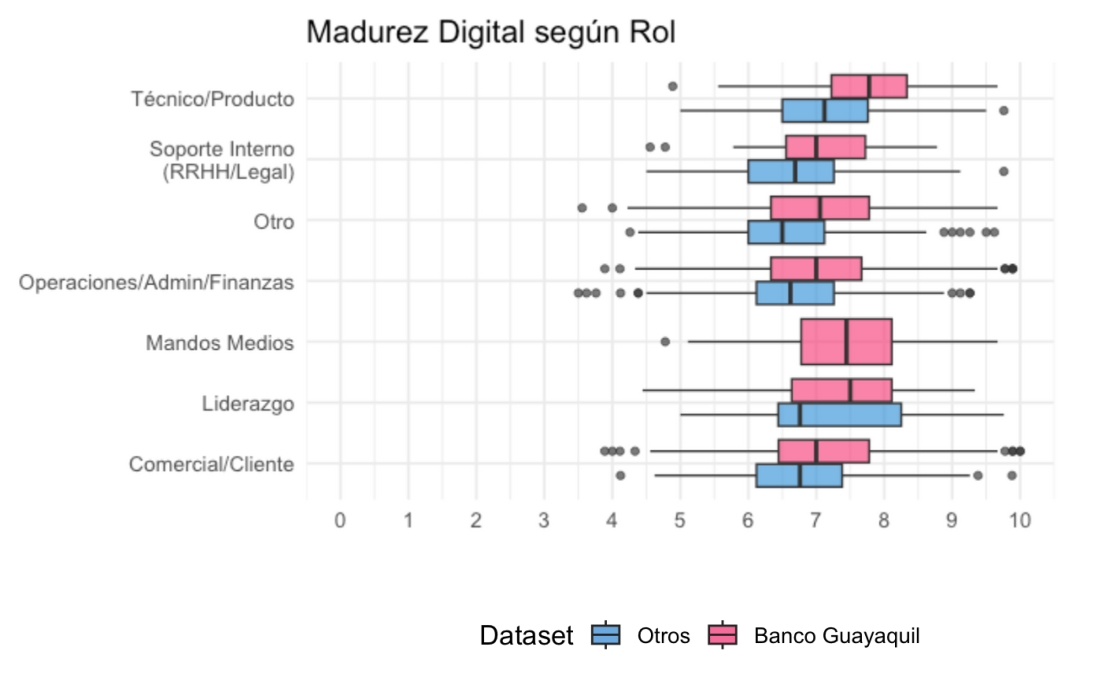 Madurez Digital según Rol
Técnico/Producto
Soporte Interno
(RRHH/Legal)
Otro
Operaciones/Admin/Finanzas
Mandos Medios
Liderazgo
Comercial/Cliente
0 1 2 3 4 5 6 7 8 9 10
Dataset Otros Banco Guayaquil